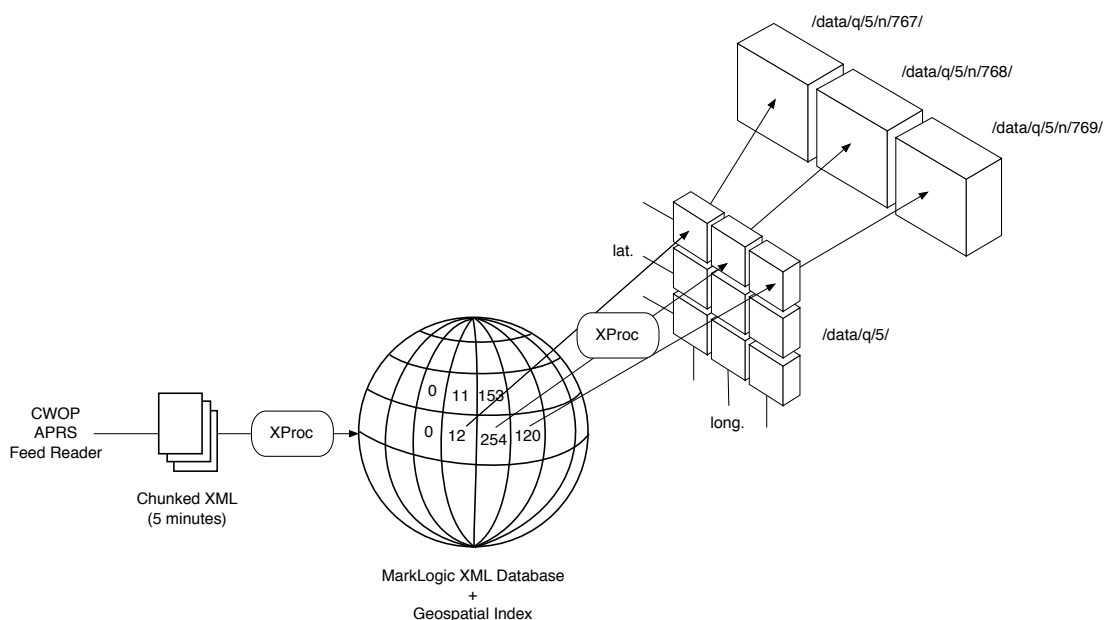 /data/q/5/n/767/
/data/q/5/n/768/
/data/q/5/n/769/
lat.
XProc
/data/q/5/
long.
0 11 153
0 12 254 120
CWOP
APRS
Feed Reader
XProc
Chunked XML
(5 minutes)
MarkLogic XML Database
+
Geospatial Index